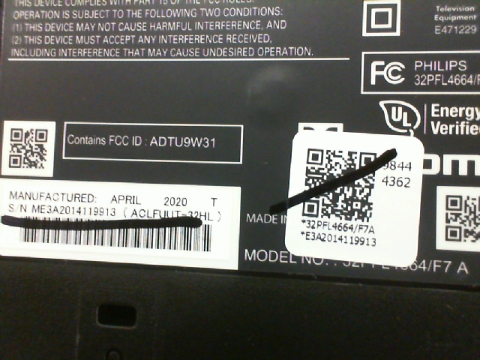 THIS DEVICE COMPLIES WITH PART 15 OF THE FCC RULES.
OPERATION IS SUBJECT TO THE FOLLOWING TWO CONDITIONS:
(1) THIS DEVICE MAY NOT CAUSE HARMFUL INTERFERENCE, AND
(2) THIS DEVICE MUST ACCEPT ANY INTERFERENCE RECEIVED,
INCLUDING INTERFERENCE THAT MAY CAUSE UNDESIRED OPERATION.
Television
Equipment
E471229
FC PHILIPS
32PFL4664/F
UL Energy
Verified
Contains FCC ID : ADTU9W31
9844
4362
MANUFACTURED: APRIL 2020 T
S/N ME3A2014119913 (ACLFUUT-32HL)
MADE IN
*32PFL4664/F7A
*E3A2014119913
MODEL NO. : 32PFL4664/F7 A